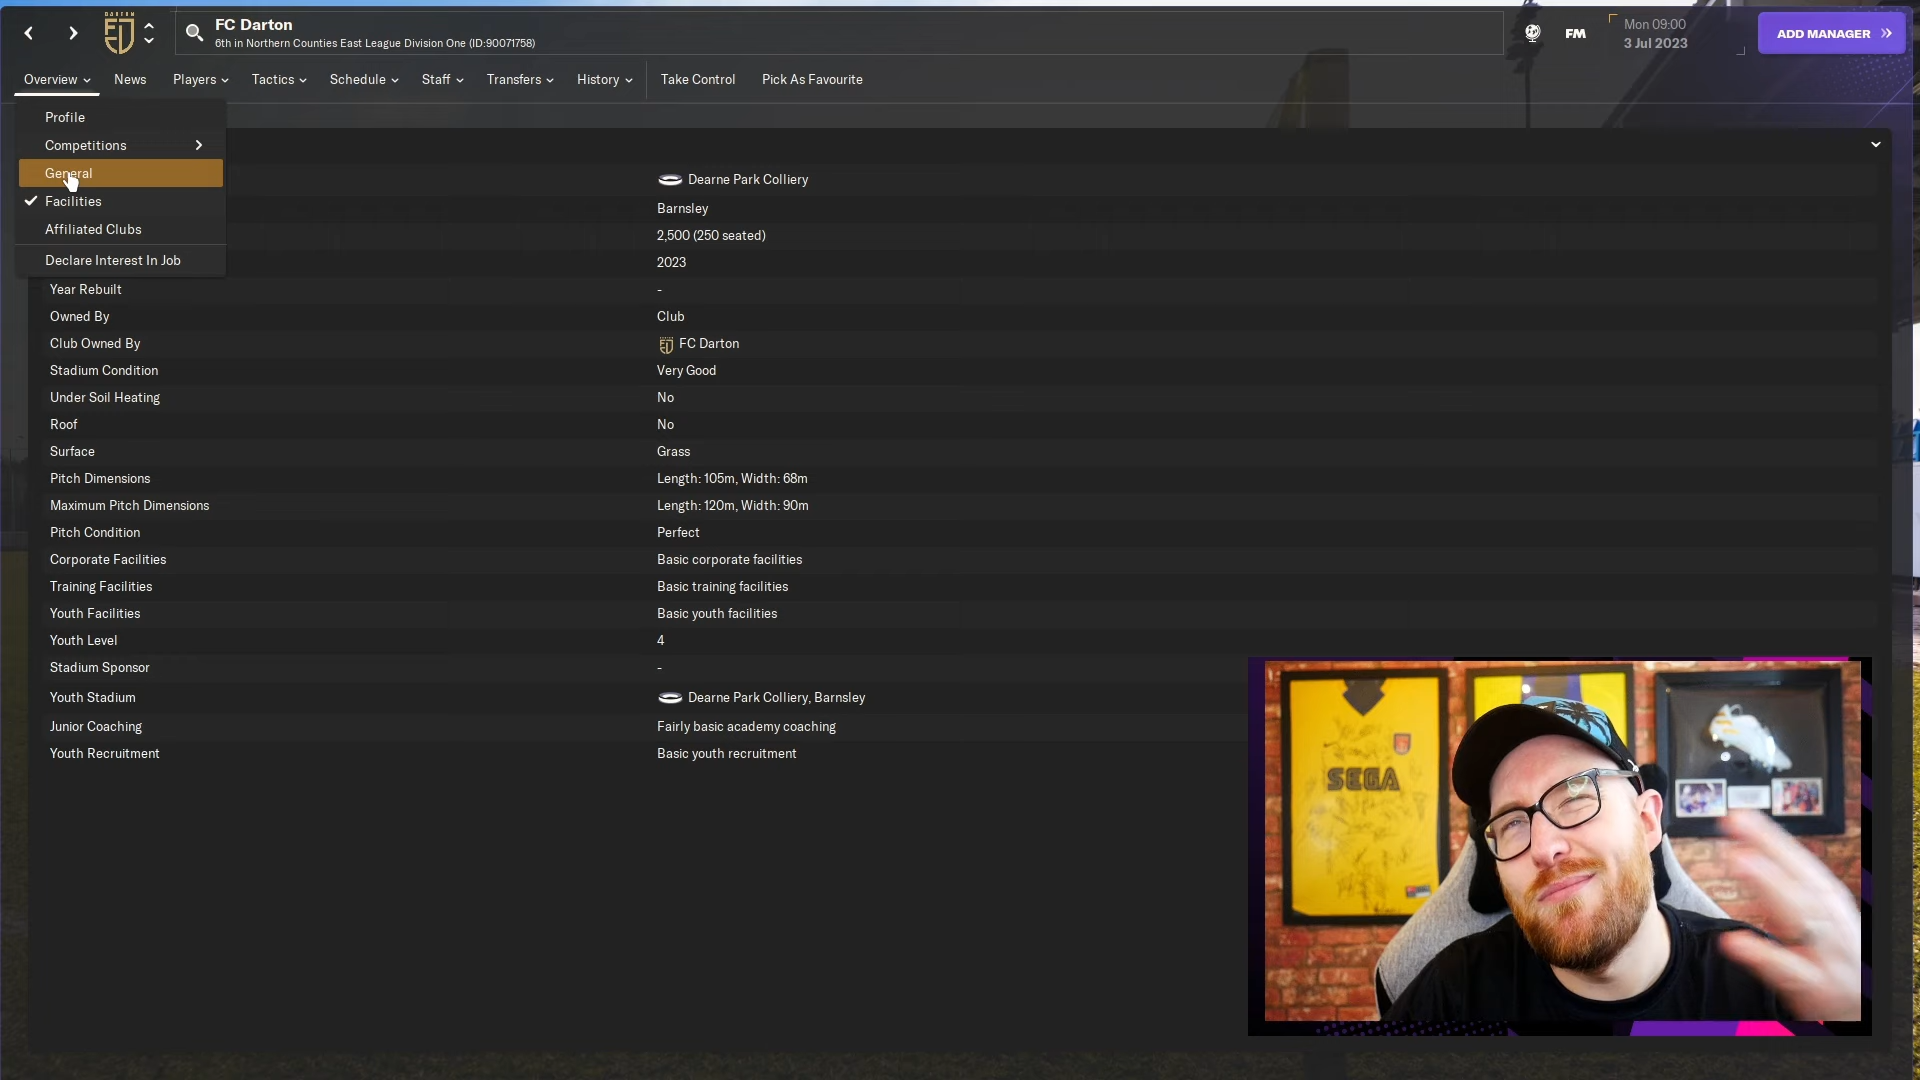 DARTON
FC Darton
6th in Northern Counties East League Division One (ID:90071758)
FM
Mon 09:00
3 Jul 2023
ADD MANAGER
Overview
News
Players
Tactics
Schedule
Staff
Transfers
History
Take Control
Pick As Favourite
Profile
Competitions
General
Facilities
Affiliated Clubs
Declare Interest In Job
Dearne Park Colliery
Barnsley
2,500 (250 seated)
2023
Year Rebuilt -
Owned By Club
Club Owned By FC Darton
Stadium Condition Very Good
Under Soil Heating No
Roof No
Surface Grass
Pitch Dimensions Length: 105m, Width: 68m
Maximum Pitch Dimensions Length: 120m, Width: 90m
Pitch Condition Perfect
Corporate Facilities Basic corporate facilities
Training Facilities Basic training facilities
Youth Facilities Basic youth facilities
Youth Level 4
Stadium Sponsor -
Youth Stadium Dearne Park Colliery, Barnsley
Junior Coaching Fairly basic academy coaching
Youth Recruitment Basic youth recruitment
SEGA